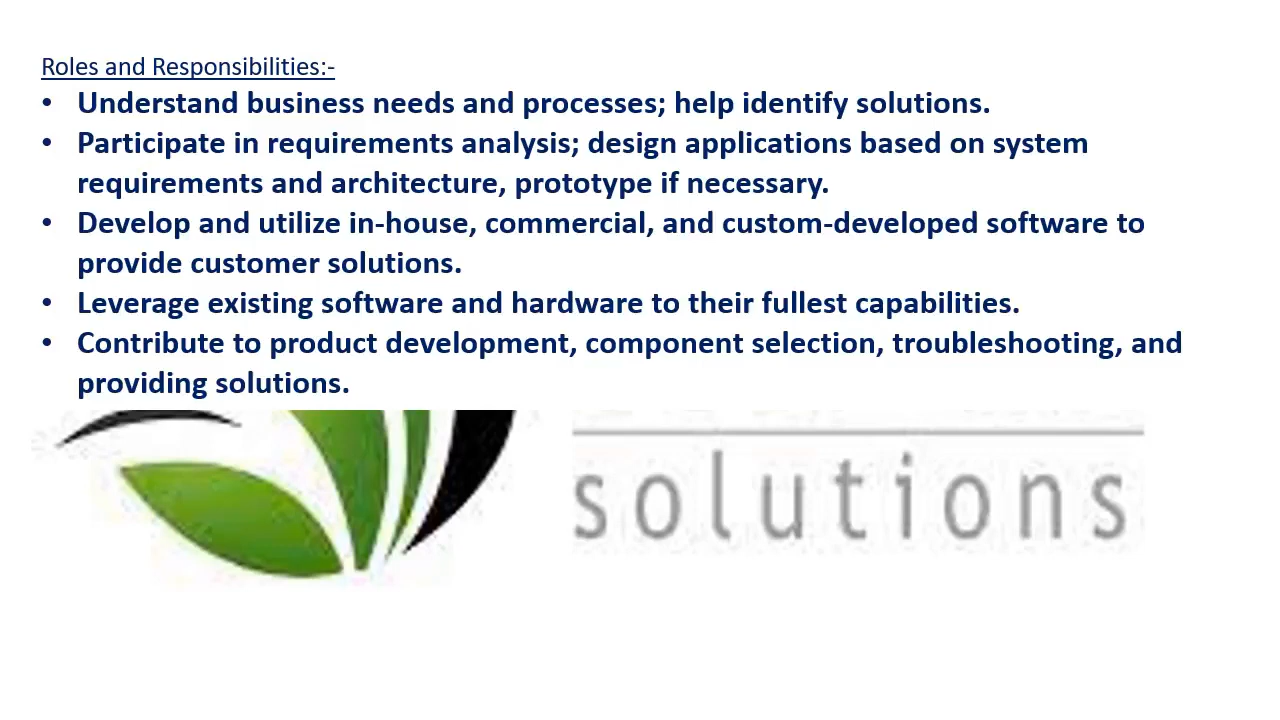 Roles and Responsibilities:-
• Understand business needs and processes; help identify solutions.
• Participate in requirements analysis; design applications based on system
requirements and architecture, prototype if necessary.
• Develop and utilize in-house, commercial, and custom-developed software to
provide customer solutions.
• Leverage existing software and hardware to their fullest capabilities.
• Contribute to product development, component selection, troubleshooting, and
providing solutions.
solutions